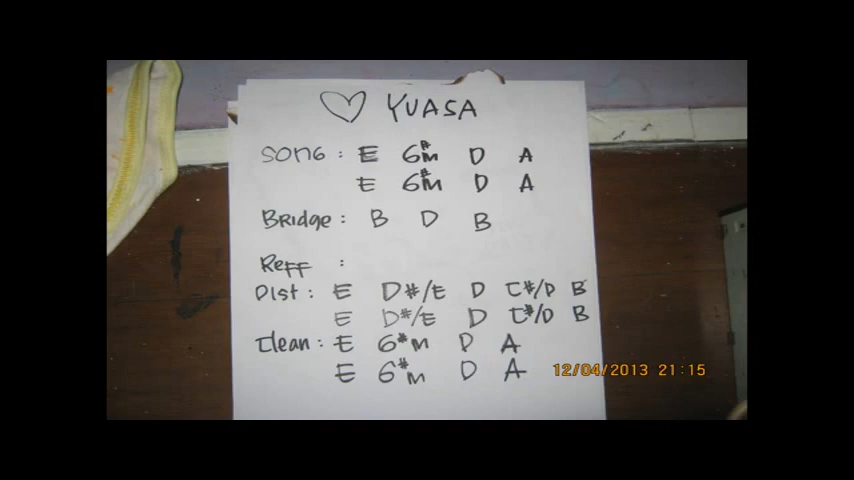 ♡ YUASA
SONG : E G#M D A
E G#M D A
BRidge : B D B
Reff :
Dist : E D#/E D C#/D B
E D#/E D C#/D B
Clean : E G#M D A
E G#M D A
12/04/2013 21:15